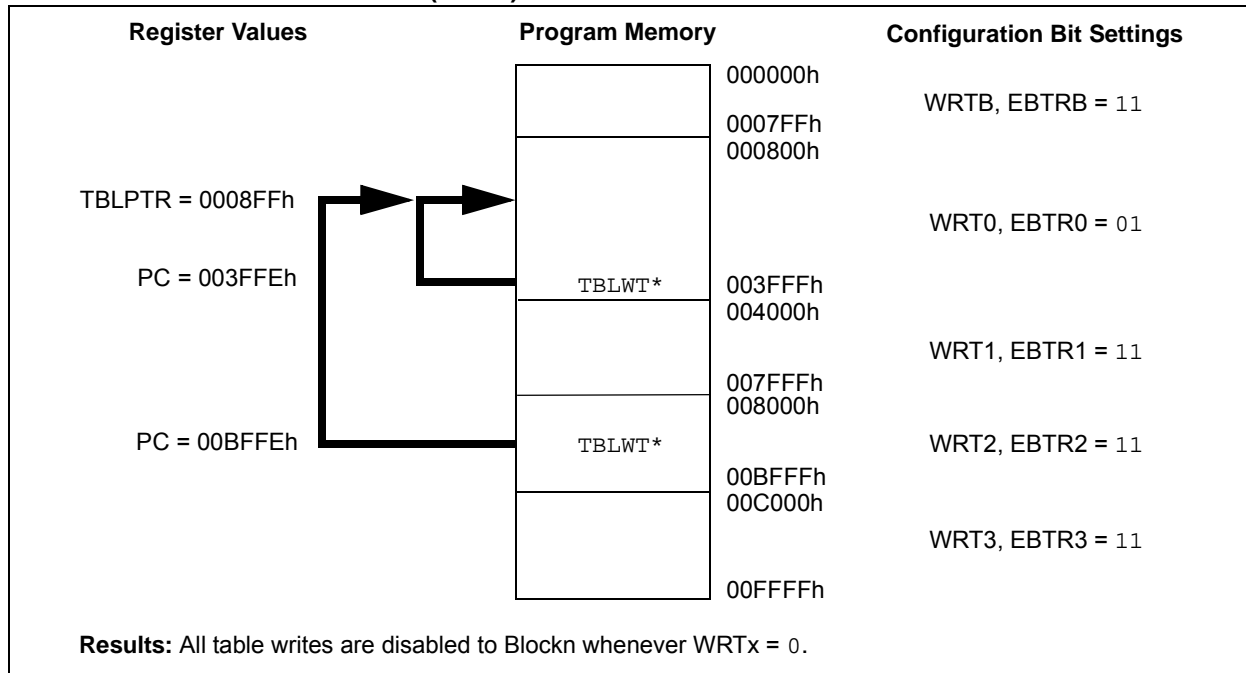 Register Values Program Memory Configuration Bit Settings
000000h
WRTB, EBTRB = 11
0007FFh
000800h
TBLPTR = 0008FFh
WRT0, EBTR0 = 01
PC = 003FFEh TBLWT* 003FFFh
004000h
WRT1, EBTR1 = 11
007FFFh
008000h
PC = 00BFFEh TBLWT* WRT2, EBTR2 = 11
00BFFFh
00C000h
WRT3, EBTR3 = 11
00FFFFh
Results: All table writes are disabled to Blockn whenever WRTx = 0.